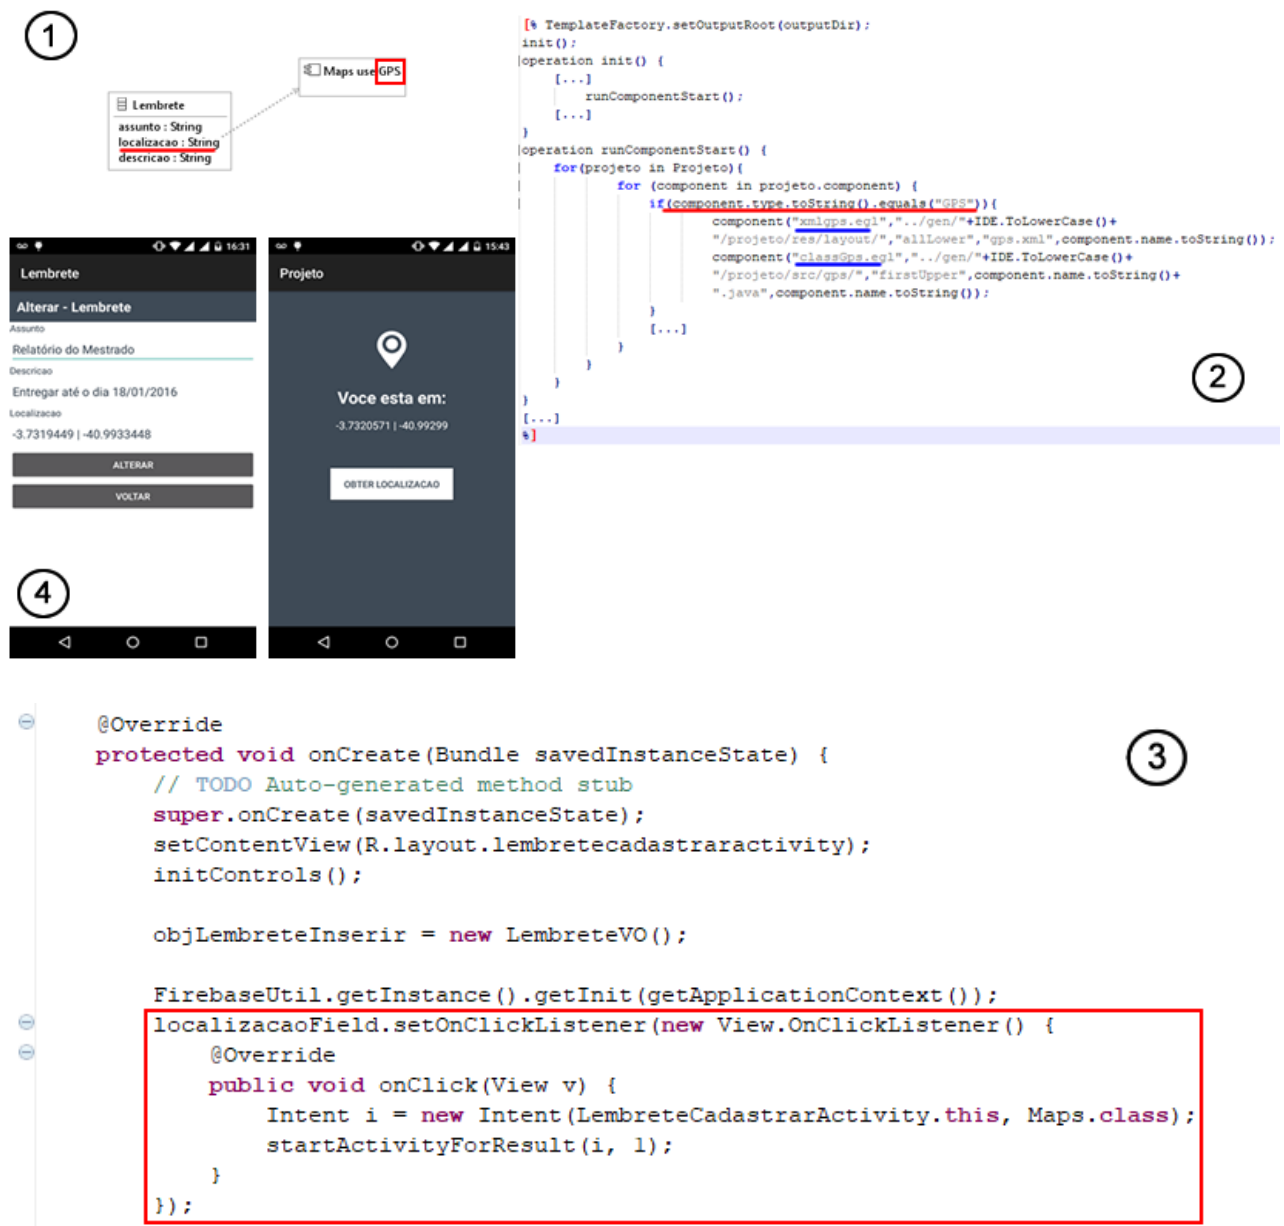 1
Maps use GPS
Lembrete
assunto : String
localizacao : String
descricao : String
[% TemplateFactory.setOutputRoot(outputDir);
init();
operation init() {
[...]
runComponentStart();
[...]
}
operation runComponentStart() {
for(projeto in Projeto){
for (component in projeto.component) {
if(component.type.toString().equals("GPS")){
component("xmlgps.egl","../gen/"+IDE.ToLowerCase()+
"/projeto/res/layout/","allLower","gps.xml",component.name.toString());
component("classGps.egl","../gen/"+IDE.ToLowerCase()+
"/projeto/src/gps/","firstUpper",component.name.toString()+
".java",component.name.toString());
}
[...]
}
}
}
}
[...]
%]
2
16:31
Lembrete
Alterar - Lembrete
Assunto
Relatório do Mestrado
Descricao
Entregar até o dia 18/01/2016
Localizacao
-3.7319449 | -40.9933448
ALTERAR
VOLTAR
4
15:43
Projeto
Voce esta em:
-3.7320571 | -40.99299
OBTER LOCALIZACAO
3
@Override
protected void onCreate(Bundle savedInstanceState) {
// TODO Auto-generated method stub
super.onCreate(savedInstanceState);
setContentView(R.layout.lembretecadastraractivity);
initControls();
objLembreteInserir = new LembreteVO();
FirebaseUtil.getInstance().getInit(getApplicationContext());
localizacaoField.setOnClickListener(new View.OnClickListener() {
@Override
public void onClick(View v) {
Intent i = new Intent(LembreteCadastrarActivity.this, Maps.class);
startActivityForResult(i, 1);
}
});